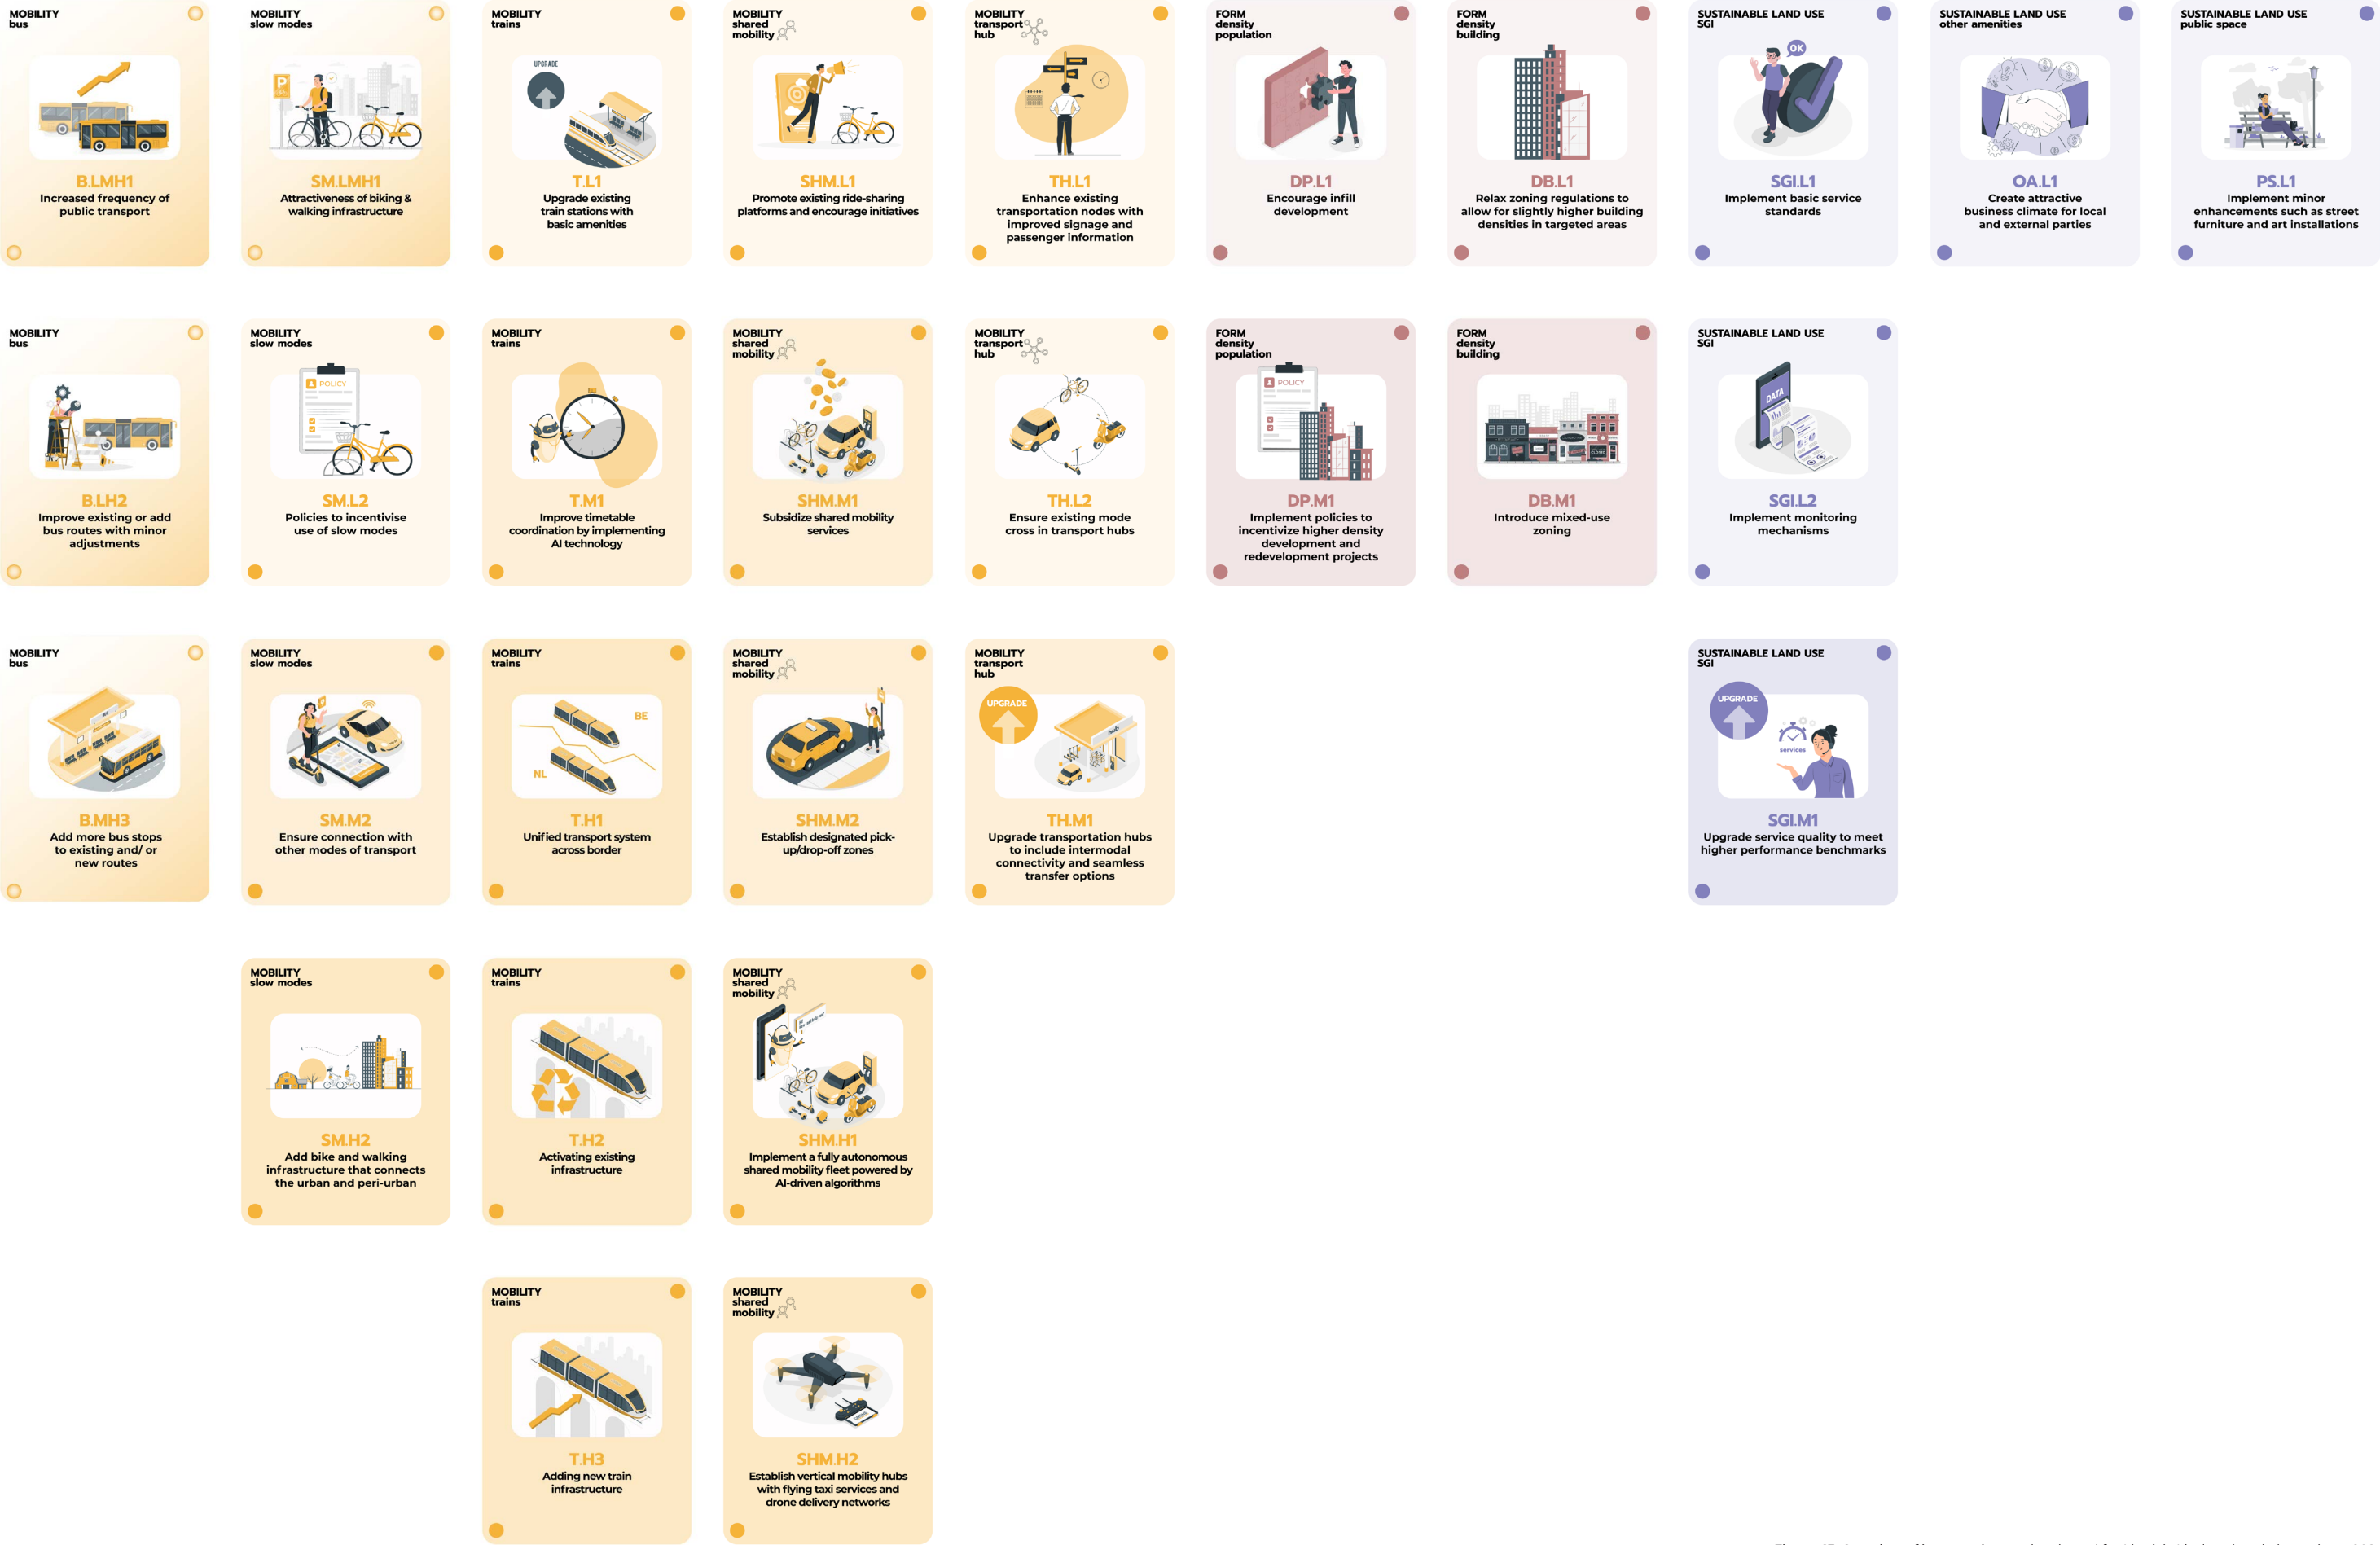 MOBILITY
bus
B.LMH1
Increased frequency of
public transport
MOBILITY
slow modes
P
SM.LMH1
Attractiveness of biking &
walking infrastructure
MOBILITY
trains
UPGRADE
T.L1
Upgrade existing
train stations with
basic amenities
MOBILITY
shared
mobility
SHM.L1
Promote existing ride-sharing
platforms and encourage initiatives
MOBILITY
transport
hub
TH.L1
Enhance existing
transportation nodes with
improved signage and
passenger information
FORM
density
population
DP.L1
Encourage infill
development
FORM
density
building
DB.L1
Relax zoning regulations to
allow for slightly higher building
densities in targeted areas
SUSTAINABLE LAND USE
SGI
OK
SGI.L1
Implement basic service
standards
SUSTAINABLE LAND USE
other amenities
OA.L1
Create attractive
business climate for local
and external parties
SUSTAINABLE LAND USE
public space
PS.L1
Implement minor
enhancements such as street
furniture and art installations
MOBILITY
bus
B.LH2
Improve existing or add
bus routes with minor
adjustments
MOBILITY
slow modes
POLICY
SM.L2
Policies to incentivise
use of slow modes
MOBILITY
trains
T.M1
Improve timetable
coordination by implementing
AI technology
MOBILITY
shared
mobility
SHM.M1
Subsidize shared mobility
services
MOBILITY
transport
hub
TH.L2
Ensure existing mode
cross in transport hubs
FORM
density
population
POLICY
DP.M1
Implement policies to
incentivize higher density
development and
redevelopment projects
FORM
density
building
DB.M1
Introduce mixed-use
zoning
SUSTAINABLE LAND USE
SGI
DATA
SGI.L2
Implement monitoring
mechanisms
MOBILITY
bus
B.MH3
Add more bus stops
to existing and/ or
new routes
MOBILITY
slow modes
SM.M2
Ensure connection with
other modes of transport
MOBILITY
trains
BE
NL
T.H1
Unified transport system
across border
MOBILITY
shared
mobility
SHM.M2
Establish designated pick-
up/drop-off zones
MOBILITY
transport
hub
UPGRADE
TH.M1
Upgrade transportation hubs
to include intermodal
connectivity and seamless
transfer options
SUSTAINABLE LAND USE
SGI
UPGRADE
services
SGI.M1
Upgrade service quality to meet
higher performance benchmarks
MOBILITY
slow modes
SM.H2
Add bike and walking
infrastructure that connects
the urban and peri-urban
MOBILITY
trains
T.H2
Activating existing
infrastructure
MOBILITY
shared
mobility
SHM.H1
Implement a fully autonomous
shared mobility fleet powered by
AI-driven algorithms
MOBILITY
trains
T.H3
Adding new train
infrastructure
MOBILITY
shared
mobility
SHM.H2
Establish vertical mobility hubs
with flying taxi services and
drone delivery networks